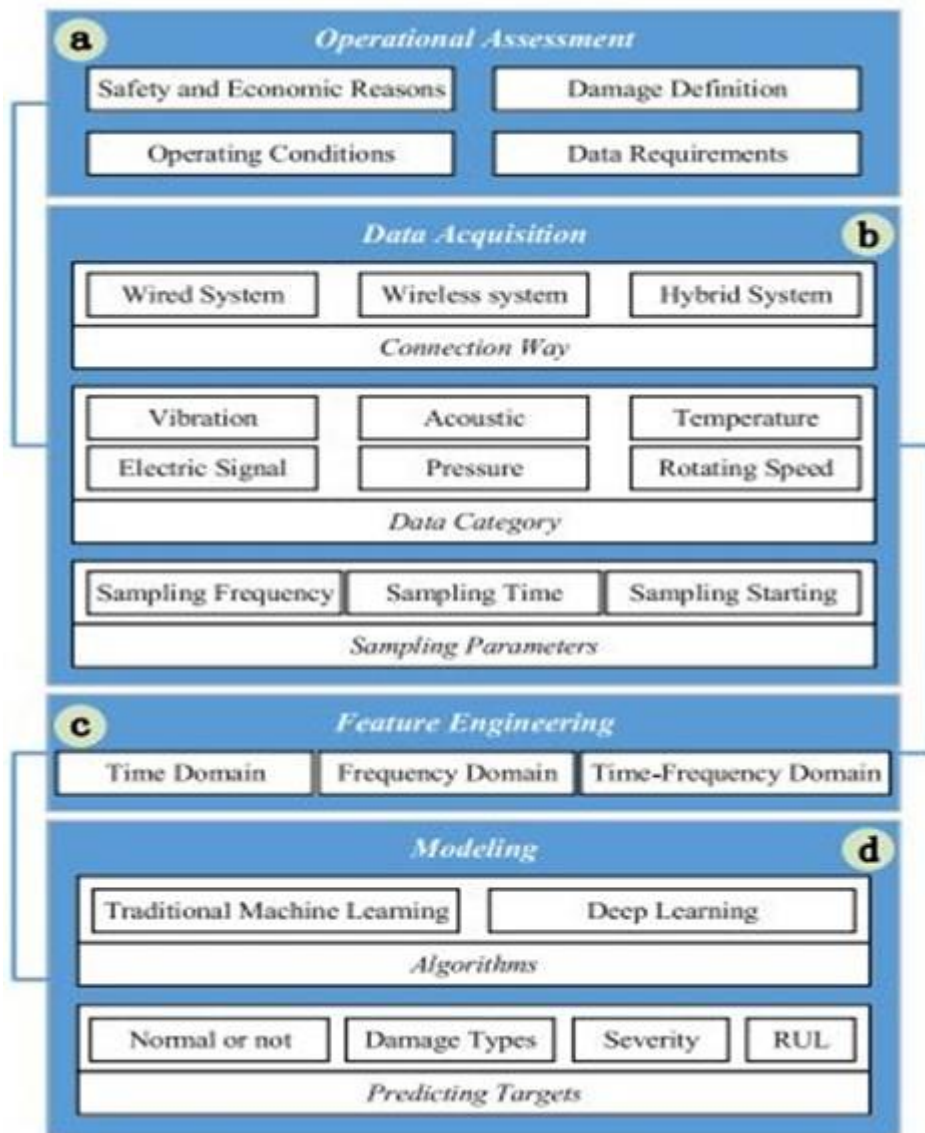 a Operational Assessment
Safety and Economic Reasons Damage Definition
Operating Conditions Data Requirements
Data Acquisition b
Wired System Wireless system Hybrid System
Connection Way
Vibration Acoustic Temperature
Electric Signal Pressure Rotating Speed
Data Category
Sampling Frequency Sampling Time Sampling Starting
Sampling Parameters
c Feature Engineering
Time Domain Frequency Domain Time-Frequency Domain
Modeling d
Traditional Machine Learning Deep Learning
Algorithms
Normal or not Damage Types Severity RUL
Predicting Targets